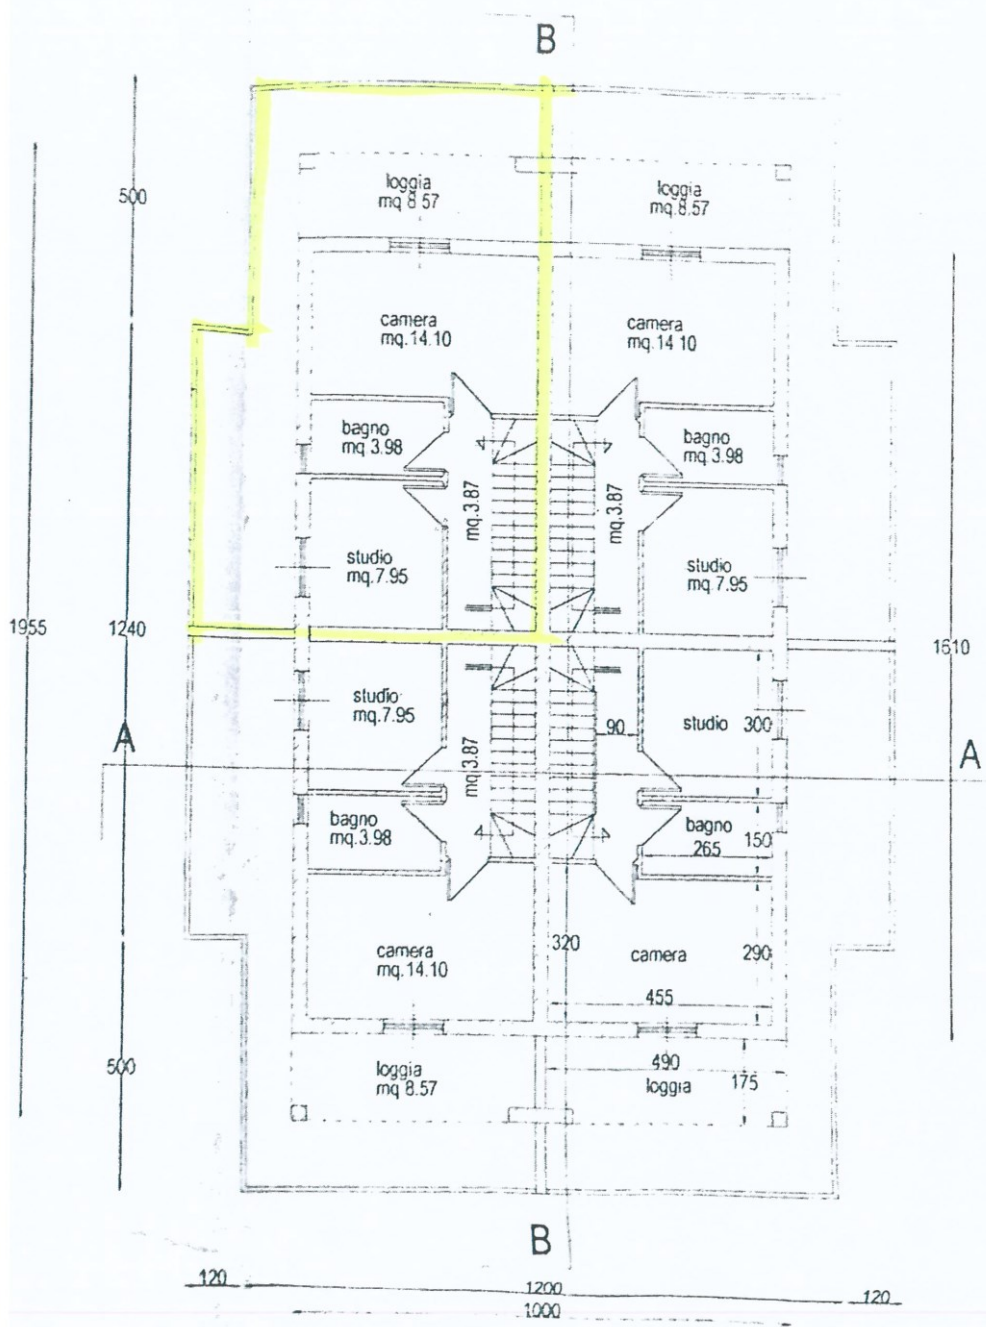 B
500
loggia
mq 8 57
loggia
mq.8.57
camera
mq.14.10
camera
mq.14 10
bagno
mq 3.98
bagno
mq 3.98
mq.3.87
mq.3.87
studio
mq.7.95
studio
mq.7.95
1955
1240
1610
studio
mq.7.95
90
studio
300
A
A
mq.3.87
bagno
mq.3.98
bagno
265
150
320
camera
mq.14.10
camera
290
455
500
loggia
mq 8.57
490
loggia
175
B
120
1200
120
1000